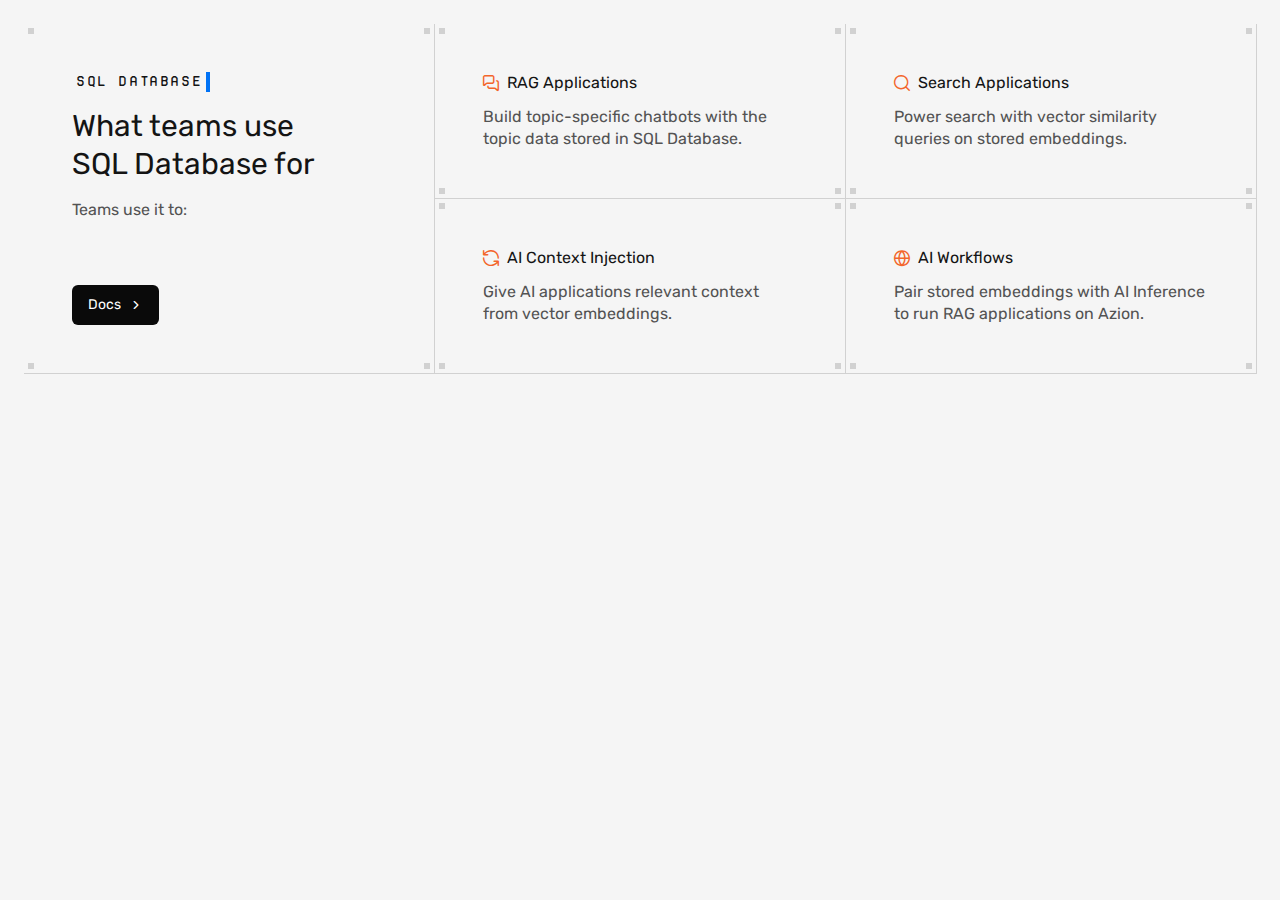 SQL DATABASE
What teams use
SQL Database for
Teams use it to:
Docs
RAG Applications
Build topic-specific chatbots with the
topic data stored in SQL Database.
Search Applications
Power search with vector similarity
queries on stored embeddings.
AI Context Injection
Give AI applications relevant context
from vector embeddings.
AI Workflows
Pair stored embeddings with AI Inference
to run RAG applications on Azion.